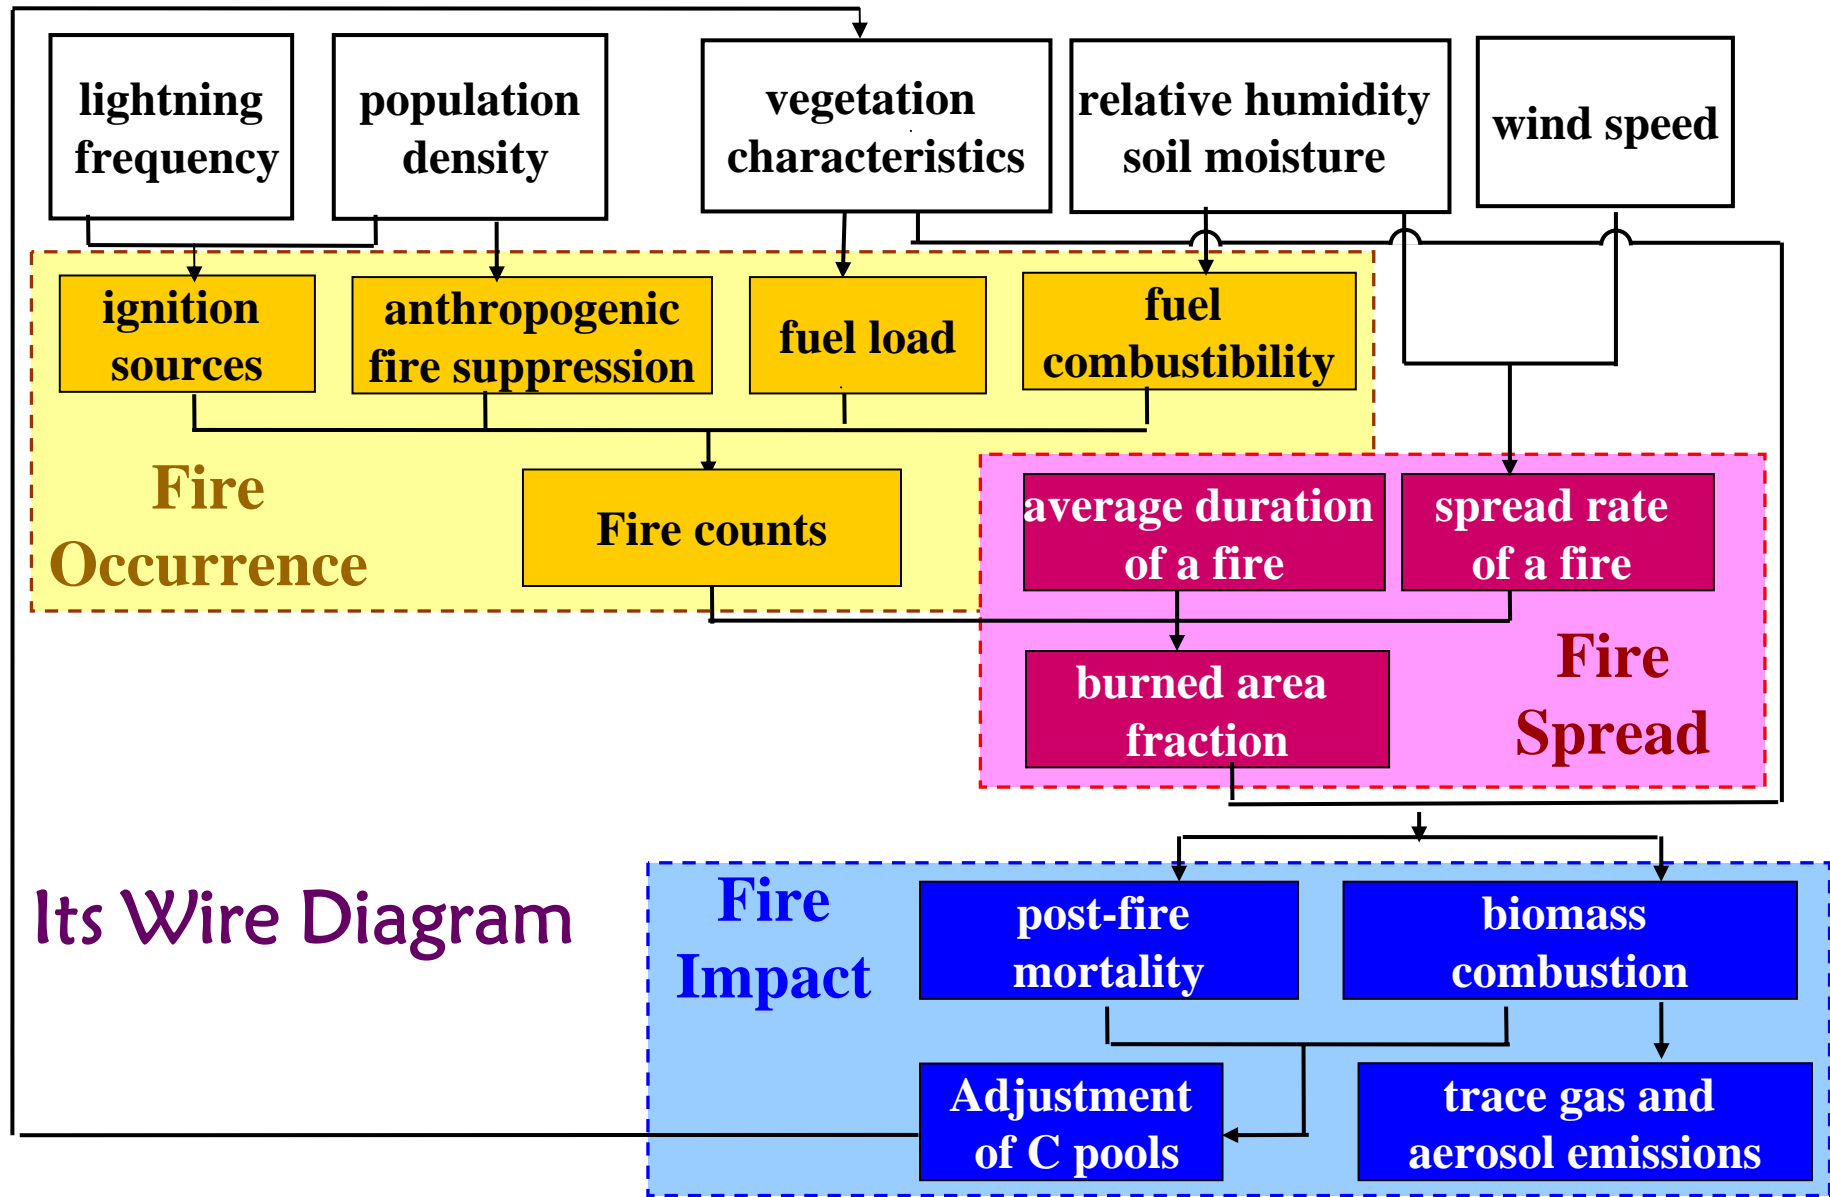 lightning
frequency
population
density
vegetation
characteristics
relative humidity
soil moisture
wind speed
ignition
sources
anthropogenic
fire suppression
fuel load
fuel
combustibility
Fire
Occurrence
Fire counts
average duration
of a fire
spread rate
of a fire
burned area
fraction
Fire
Spread
Its Wire Diagram
Fire
Impact
post-fire
mortality
biomass
combustion
Adjustment
of C pools
trace gas and
aerosol emissions